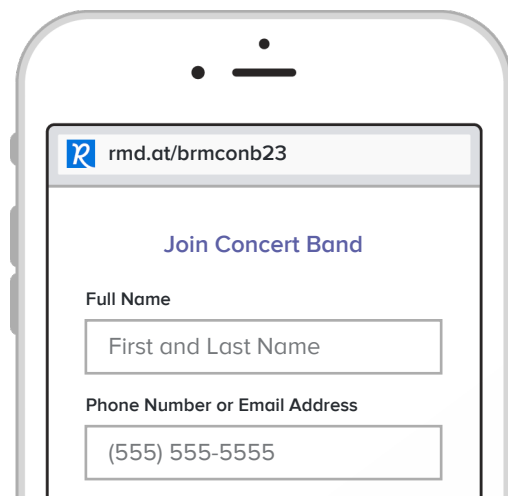 R rmd.at/brmconb23
Join Concert Band
Full Name
First and Last Name
Phone Number or Email Address
(555) 555-5555